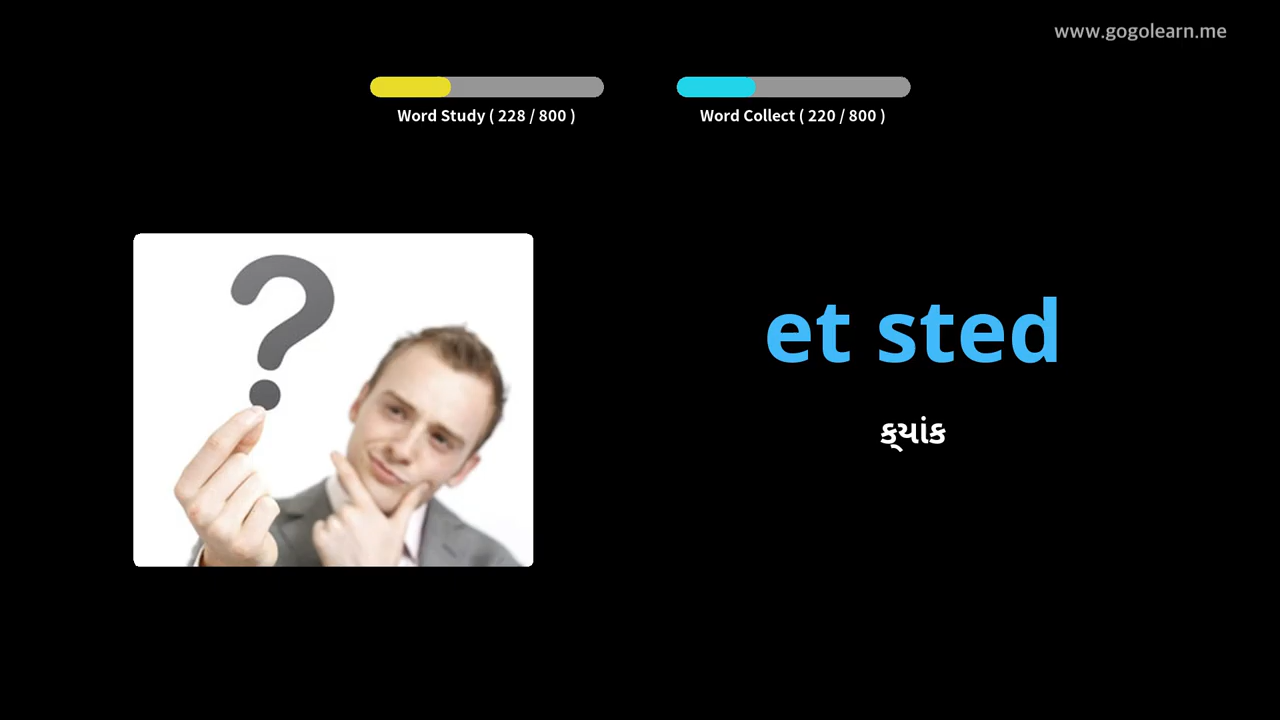 www.gogolearn.me
Word Study ( 228 / 800 )
Word Collect ( 220 / 800 )
et sted
ક્યાંક